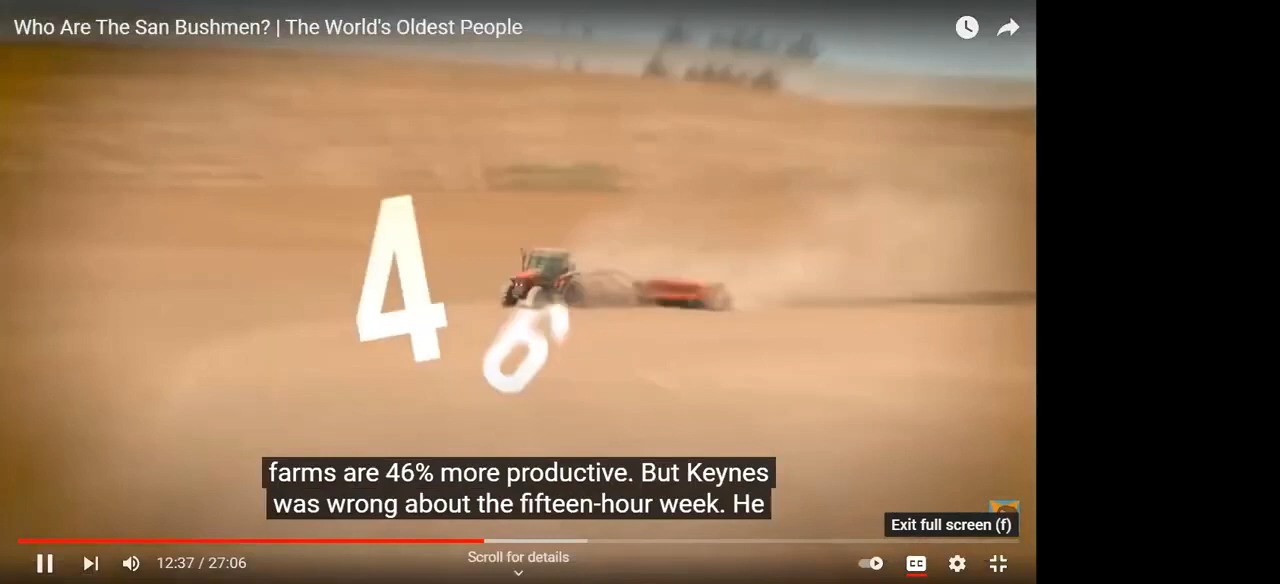 Who Are The San Bushmen? | The World's Oldest People
4
6
farms are 46% more productive. But Keynes
was wrong about the fifteen-hour week. He
Exit full screen (f)
12:37 / 27:06
Scroll for details
CC